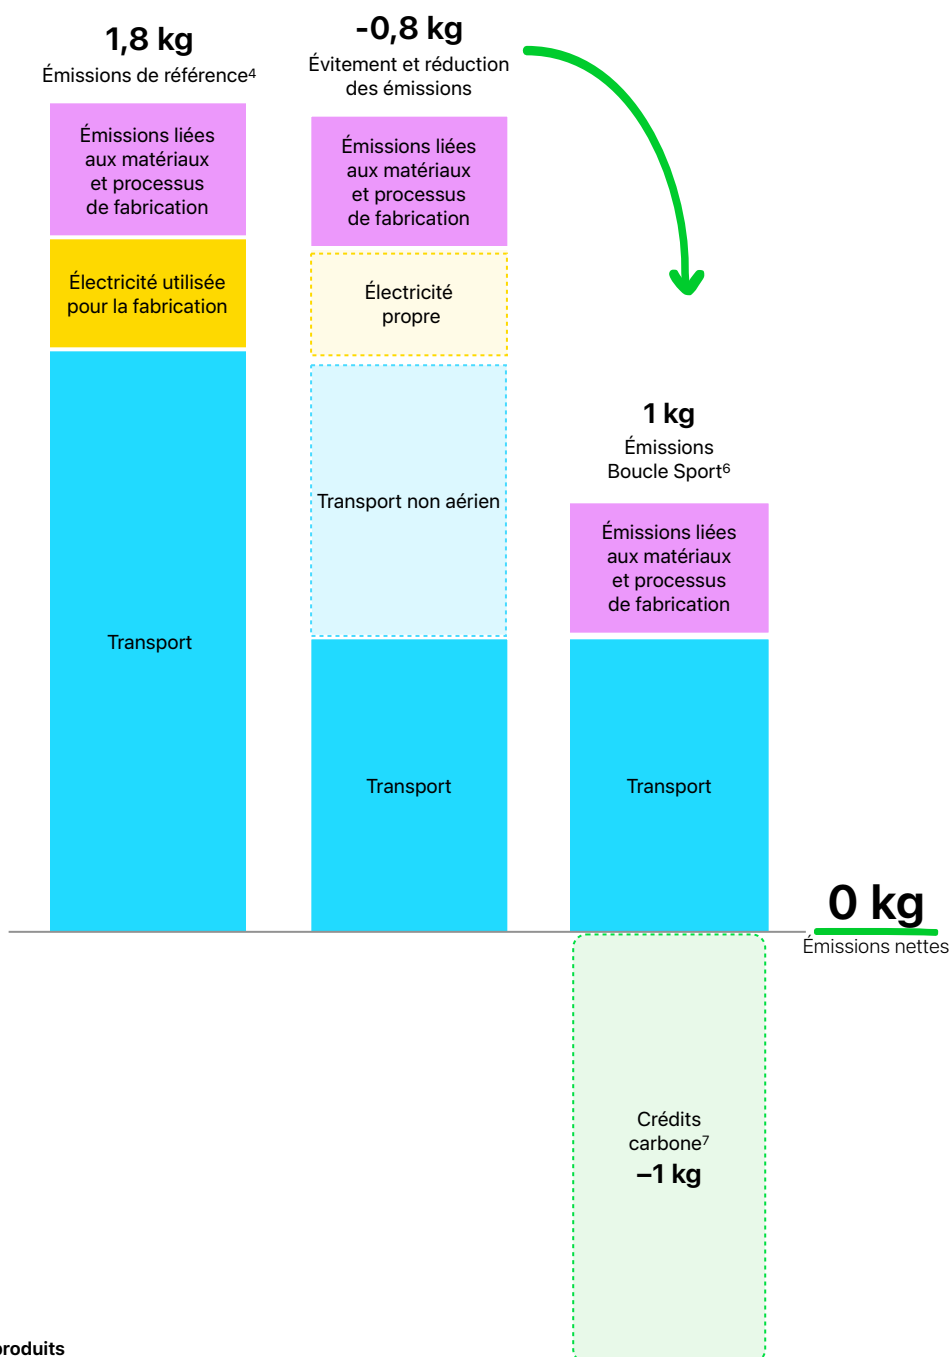 1,8 kg
Émissions de référence⁴
Émissions liées
aux matériaux
et processus
de fabrication
Électricité utilisée
pour la fabrication
Transport
-0,8 kg
Évitement et réduction
des émissions
Émissions liées
aux matériaux
et processus
de fabrication
Électricité
propre
Transport non aérien
Transport
1 kg
Émissions
Boucle Sport⁶
Émissions liées
aux matériaux
et processus
de fabrication
Transport
0 kg
Émissions nettes
Crédits
carbone⁷
–1 kg
produits